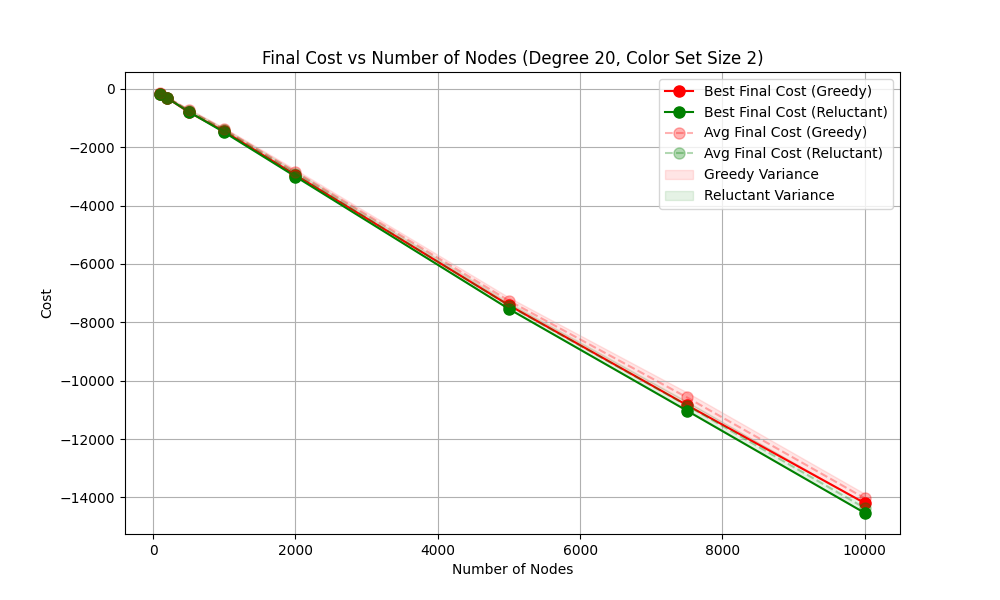 Final Cost vs Number of Nodes (Degree 20, Color Set Size 2)
Best Final Cost (Greedy)
Best Final Cost (Reluctant)
Avg Final Cost (Greedy)
Avg Final Cost (Reluctant)
Greedy Variance
Reluctant Variance
Cost
0
−2000
−4000
−6000
−8000
−10000
−12000
−14000
0 2000 4000 6000 8000 10000
Number of Nodes